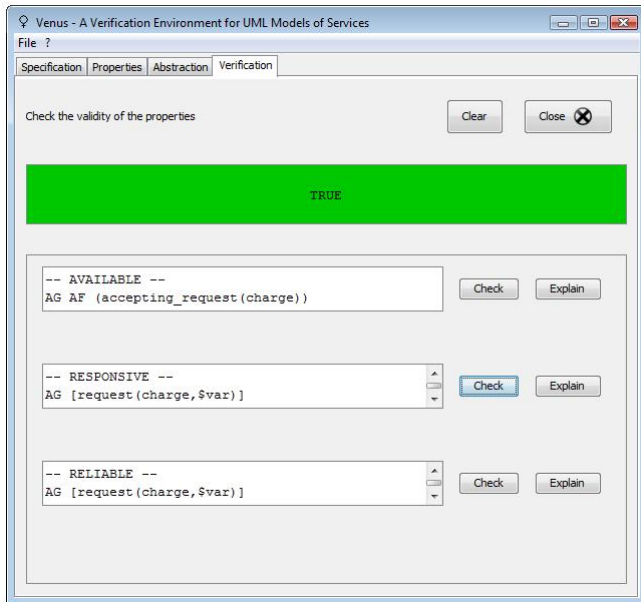 Venus - A Verification Environment for UML Models of Services
File ?
Specification Properties Abstraction Verification
Check the validity of the properties Clear Close
TRUE
-- AVAILABLE --
AG AF (accepting_request(charge)) Check Explain
-- RESPONSIVE --
AG [request(charge,$var)] Check Explain
-- RELIABLE --
AG [request(charge,$var)] Check Explain